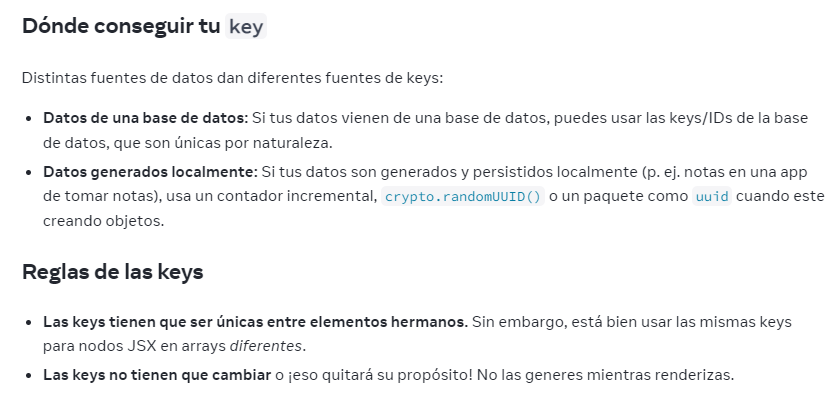 Dónde conseguir tu key
Distintas fuentes de datos dan diferentes fuentes de keys:
• Datos de una base de datos: Si tus datos vienen de una base de datos, puedes usar las keys/IDs de la base
de datos, que son únicas por naturaleza.
• Datos generados localmente: Si tus datos son generados y persistidos localmente (p. ej. notas en una app
de tomar notas), usa un contador incremental, crypto.randomUUID() o un paquete como uuid cuando este
creando objetos.
Reglas de las keys
• Las keys tienen que ser únicas entre elementos hermanos. Sin embargo, está bien usar las mismas keys
para nodos JSX en arrays diferentes.
• Las keys no tienen que cambiar o ¡eso quitará su propósito! No las generes mientras renderizas.